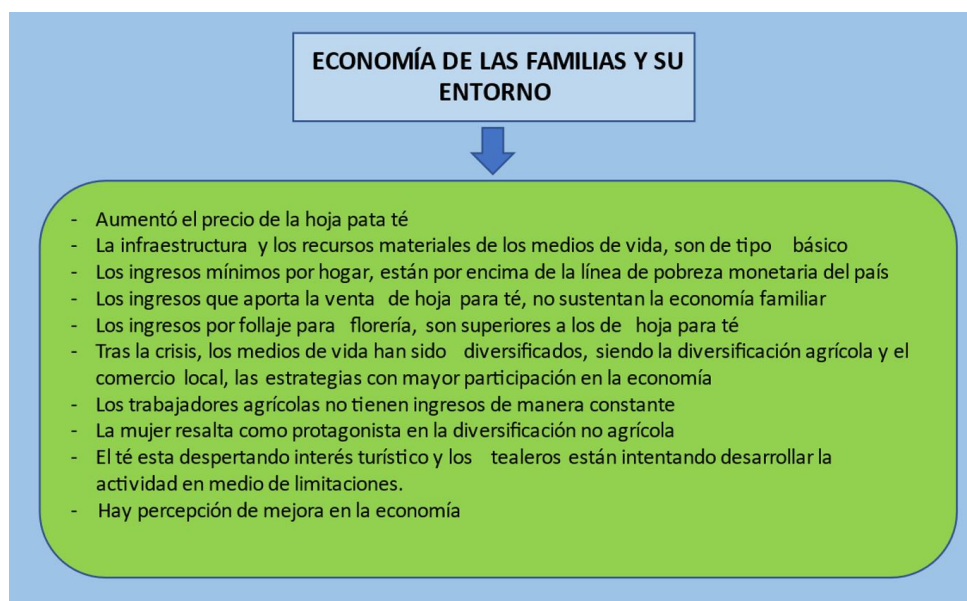 ECONOMÍA DE LAS FAMILIAS Y SU
ENTORNO
- Aumentó el precio de la hoja pata té
- La infraestructura y los recursos materiales de los medios de vida, son de tipo básico
- Los ingresos mínimos por hogar, están por encima de la línea de pobreza monetaria del país
- Los ingresos que aporta la venta de hoja para té, no sustentan la economía familiar
- Los ingresos por follaje para florería, son superiores a los de hoja para té
- Tras la crisis, los medios de vida han sido diversificados, siendo la diversificación agrícola y el
comercio local, las estrategias con mayor participación en la economía
- Los trabajadores agrícolas no tienen ingresos de manera constante
- La mujer resalta como protagonista en la diversificación no agrícola
- El té esta despertando interés turístico y los tealeros están intentando desarrollar la
actividad en medio de limitaciones.
- Hay percepción de mejora en la economía